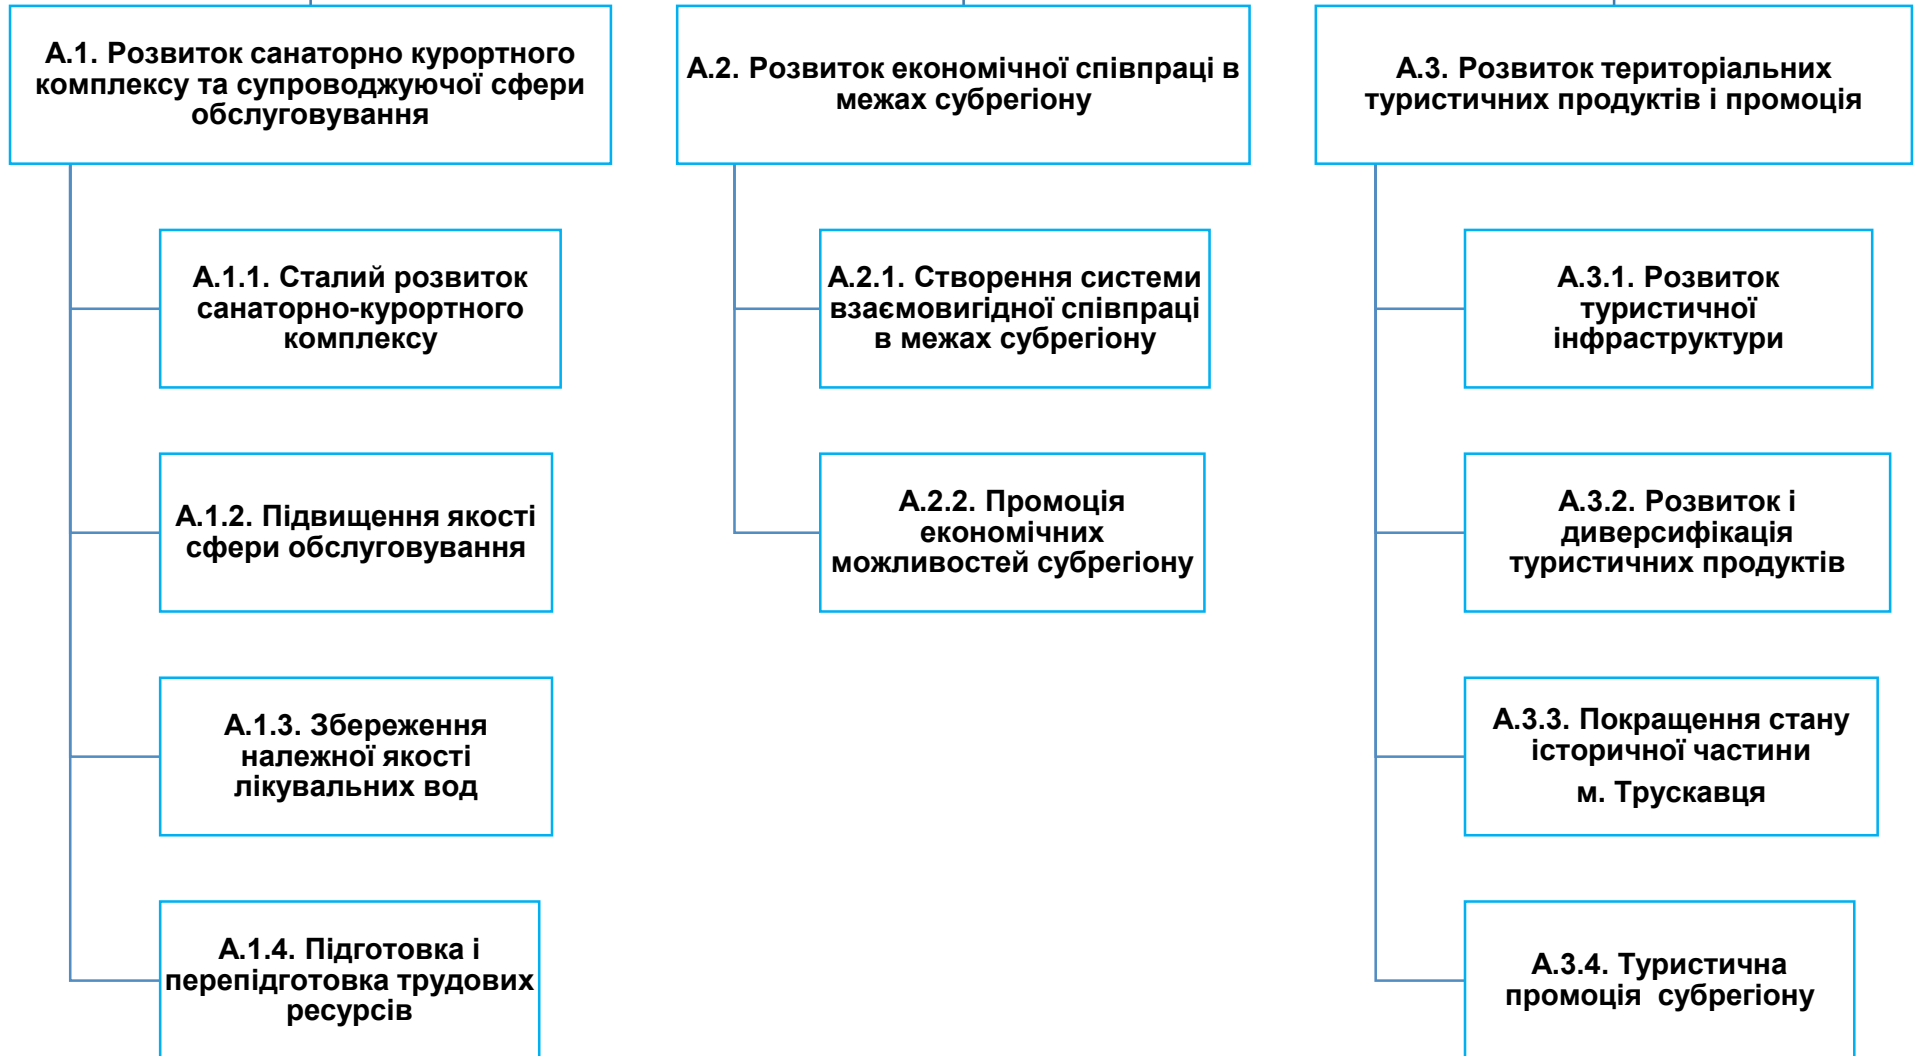 А.1. Розвиток санаторно курортного
комплексу та супроводжуючої сфери
обслуговування
А.1.1. Сталий розвиток
санаторно-курортного
комплексу
А.1.2. Підвищення якості
сфери обслуговування
А.1.3. Збереження
належної якості
лікувальних вод
А.1.4. Підготовка і
перепідготовка трудових
ресурсів
А.2. Розвиток економічної співпраці в
межах субрегіону
А.2.1. Створення системи
взаємовигідної співпраці
в межах субрегіону
А.2.2. Промоція
економічних
можливостей субрегіону
А.3. Розвиток територіальних
туристичних продуктів і промоція
А.3.1. Розвиток
туристичної
інфраструктури
А.3.2. Розвиток і
диверсифікація
туристичних продуктів
А.3.3. Покращення стану
історичної частини
м. Трускавця
А.3.4. Туристична
промоція субрегіону